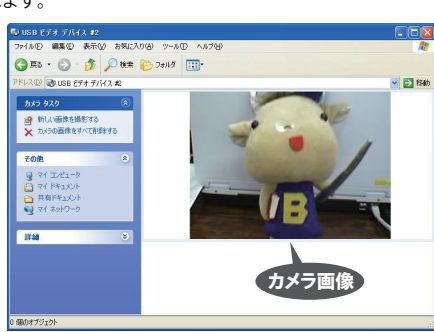 ます。
USB ビデオ デバイス #2
ファイル(F) 編集(E) 表示(V) お気に入り(A) ツール(T) ヘルプ(H)
戻る 検索 フォルダ
アドレス(D) USB ビデオ デバイス #2 移動
カメラ タスク
新しい画像を撮影する
カメラの画像をすべて削除する
その他
マイ コンピュータ
マイ ドキュメント
共有ドキュメント
マイ ネットワーク
詳細
B
カメラ画像
0 個のオブジェクト